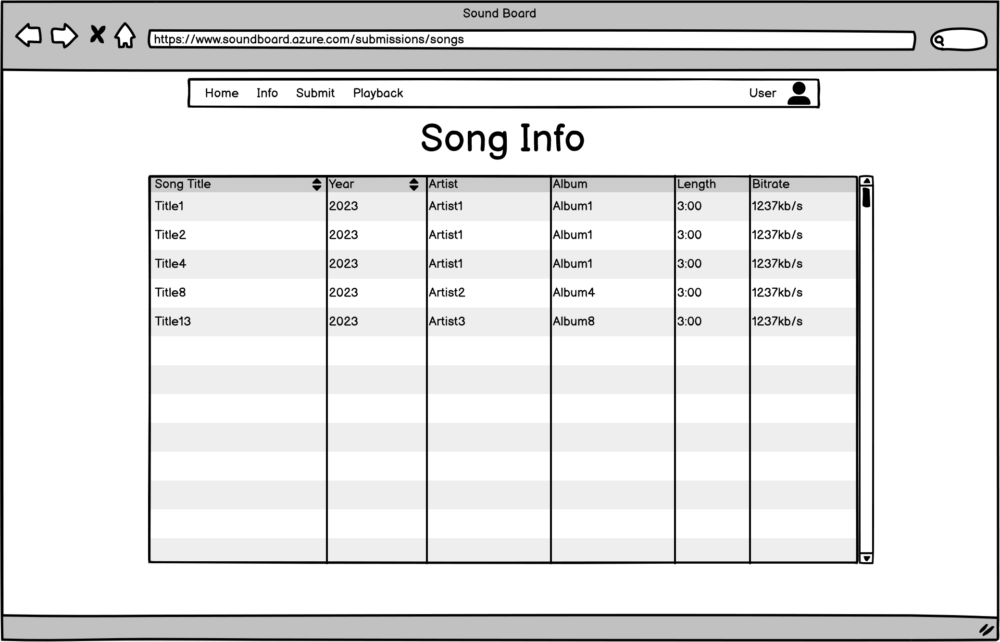 Sound Board
https://www.soundboard.azure.com/submissions/songs
Home Info Submit Playback User
Song Info
Song Title Year Artist Album Length Bitrate
Title1 2023 Artist1 Album1 3:00 1237kb/s
Title2 2023 Artist1 Album1 3:00 1237kb/s
Title4 2023 Artist1 Album1 3:00 1237kb/s
Title8 2023 Artist2 Album4 3:00 1237kb/s
Title13 2023 Artist3 Album8 3:00 1237kb/s